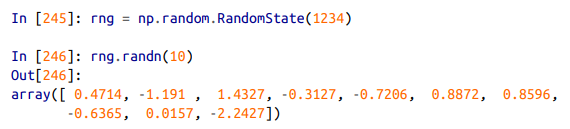 In [245]: rng = np.random.RandomState(1234)
In [246]: rng.randn(10)
Out[246]:
array([ 0.4714, -1.191 , 1.4327, -0.3127, -0.7206, 0.8872, 0.8596,
-0.6365, 0.0157, -2.2427])